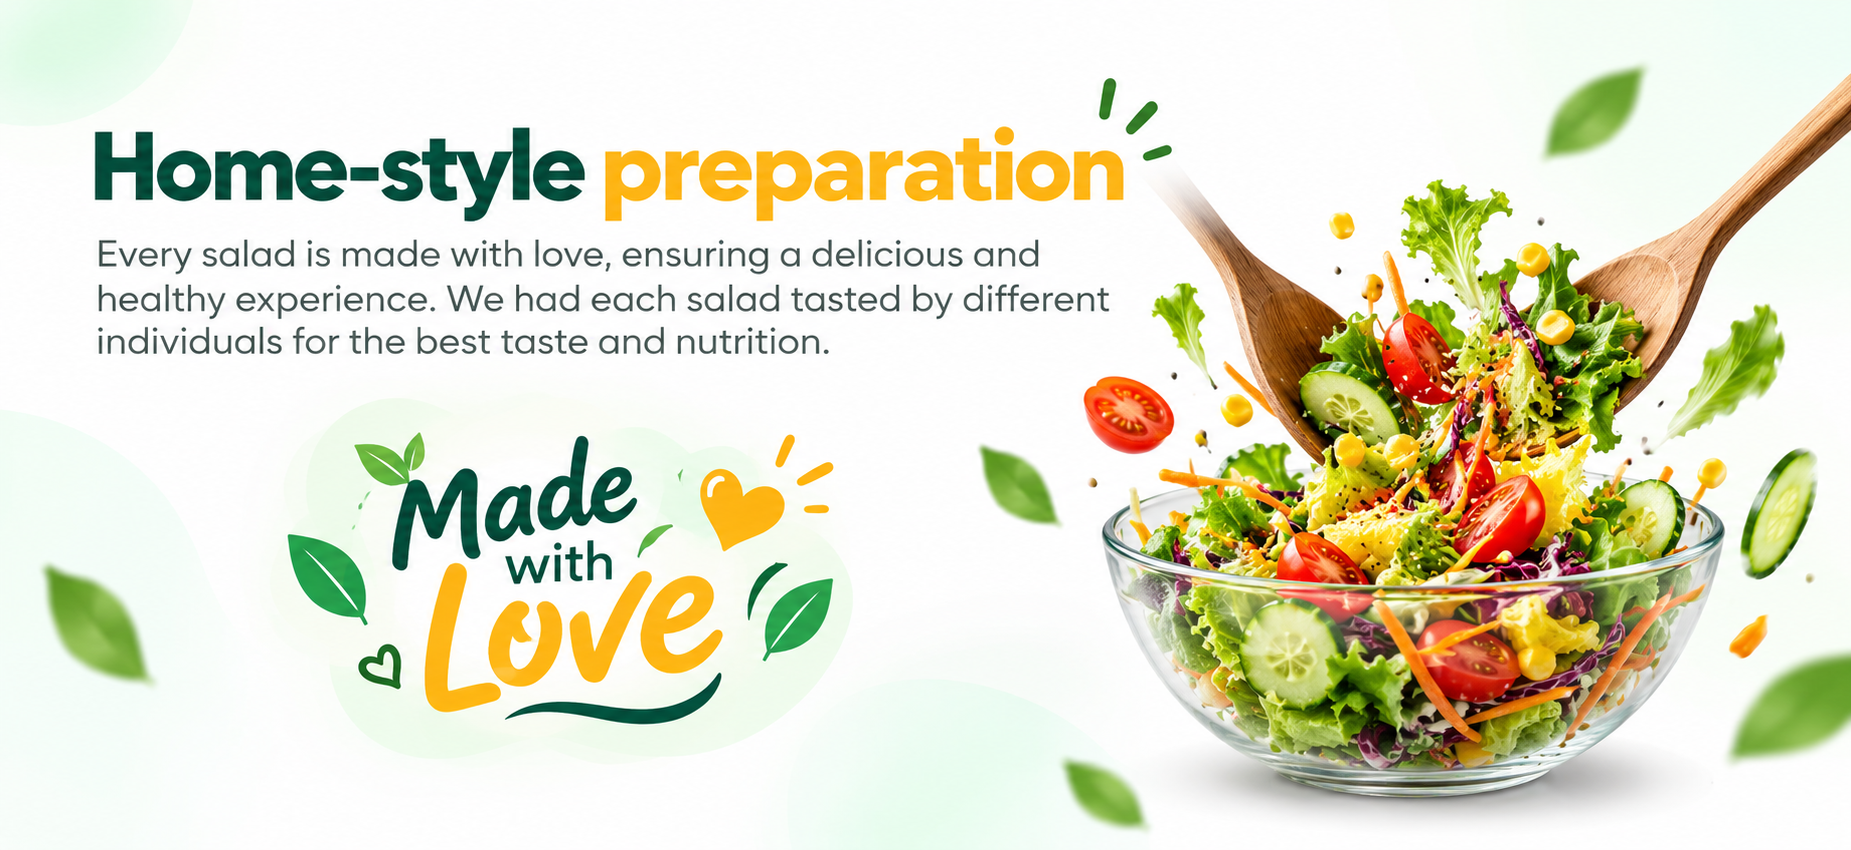 Home-style preparation
Every salad is made with love, ensuring a delicious and
healthy experience. We had each salad tasted by different
individuals for the best taste and nutrition.
Made
with
Love